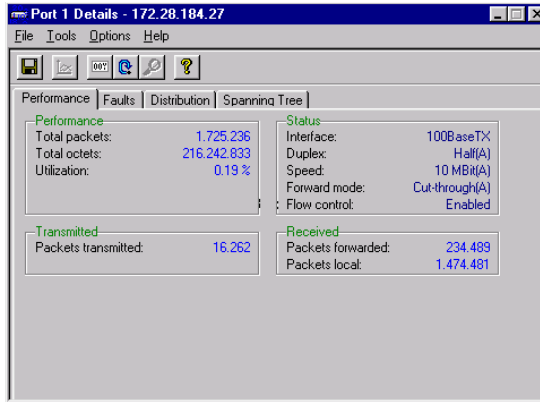 Port 1 Details - 172.28.184.27
File Tools Options Help
Performance Faults Distribution Spanning Tree
Performance
Total packets: 1.725.236
Total octets: 216.242.833
Utilization: 0.19 %
Status
Interface: 100BaseTX
Duplex: Half(A)
Speed: 10 MBit(A)
Forward mode: Cut-through(A)
: Flow control: Enabled
Transmitted
Packets transmitted: 16.262
Received
Packets forwarded: 234.489
Packets local: 1.474.481